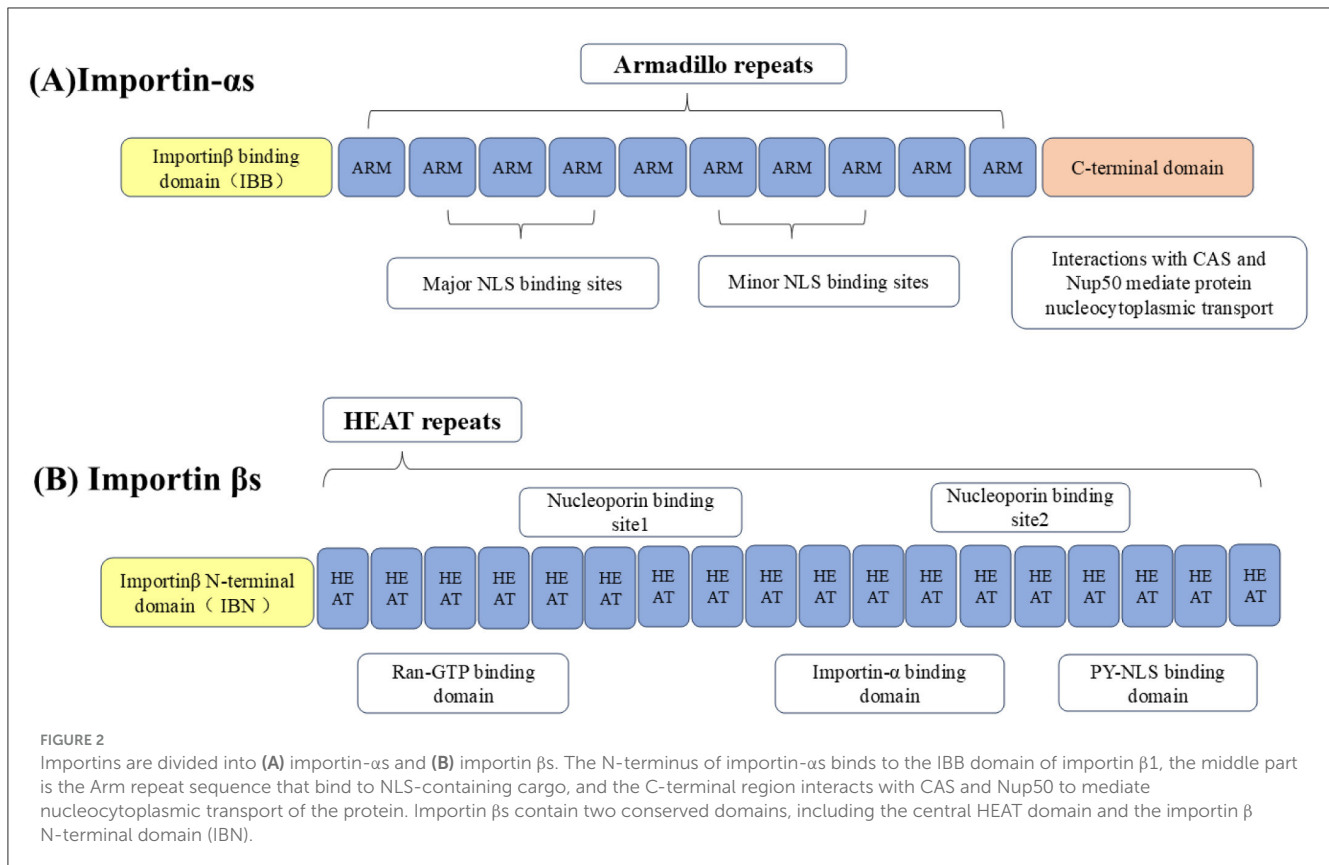 (A)Importin-αs
Armadillo repeats
Importinβ binding
domain（IBB）
ARM ARM ARM ARM ARM ARM ARM ARM ARM ARM
C-terminal domain
Major NLS binding sites
Minor NLS binding sites
Interactions with CAS and
Nup50 mediate protein
nucleocytoplasmic transport
HEAT repeats
(B) Importin βs
Nucleoporin binding
site1
Nucleoporin binding
site2
Importinβ N-terminal
domain（ IBN ）
HE HE HE HE HE HE HE HE HE HE HE HE HE HE HE HE HE HE
AT AT AT AT AT AT AT AT AT AT AT AT AT AT AT AT AT AT
Ran-GTP binding
domain
Importin-α binding
domain
PY-NLS binding
domain
FIGURE 2
Importins are divided into (A) importin-αs and (B) importin βs. The N-terminus of importin-αs binds to the IBB domain of importin β1, the middle part
is the Arm repeat sequence that bind to NLS-containing cargo, and the C-terminal region interacts with CAS and Nup50 to mediate
nucleocytoplasmic transport of the protein. Importin βs contain two conserved domains, including the central HEAT domain and the importin β
N-terminal domain (IBN).